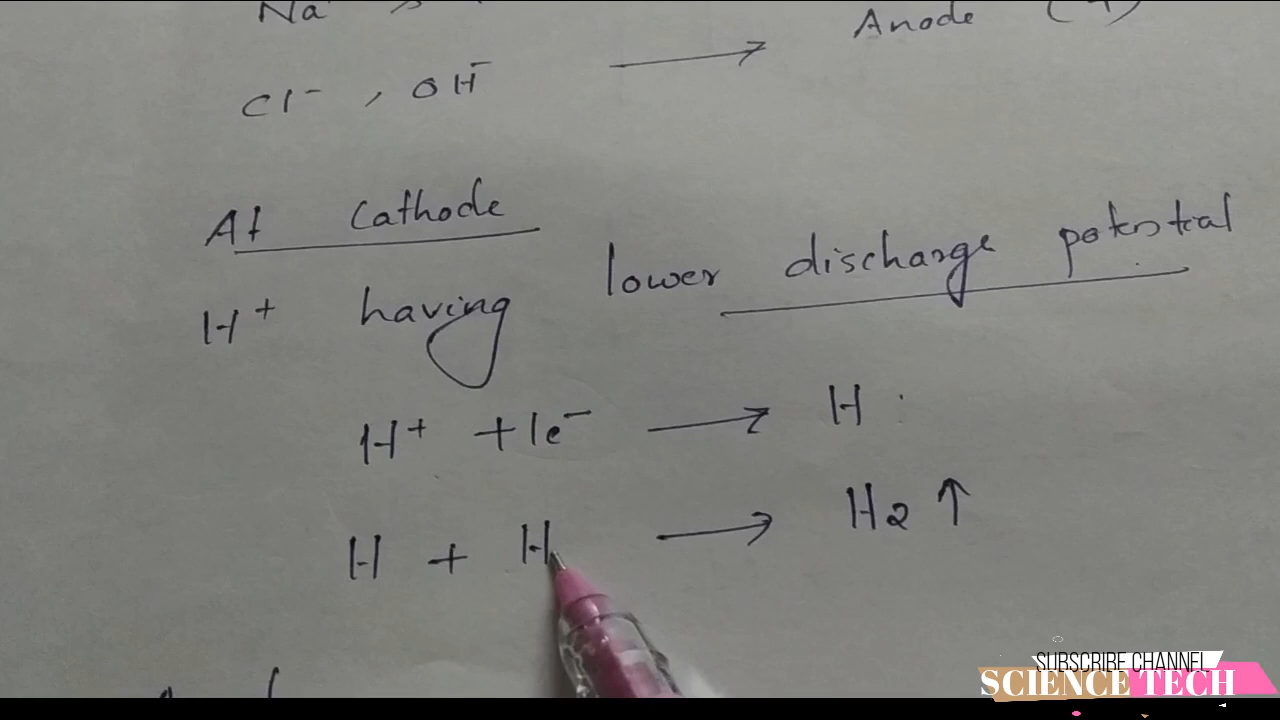 Na
Anode (+)
Cl⁻ , OH⁻ ⟶
At Cathode
H⁺ having lower discharge potential
H⁺ + 1e⁻ ⟶ H
H + H ⟶ H₂ ↑
SUBSCRIBE CHANNEL
SCIENCE TECH